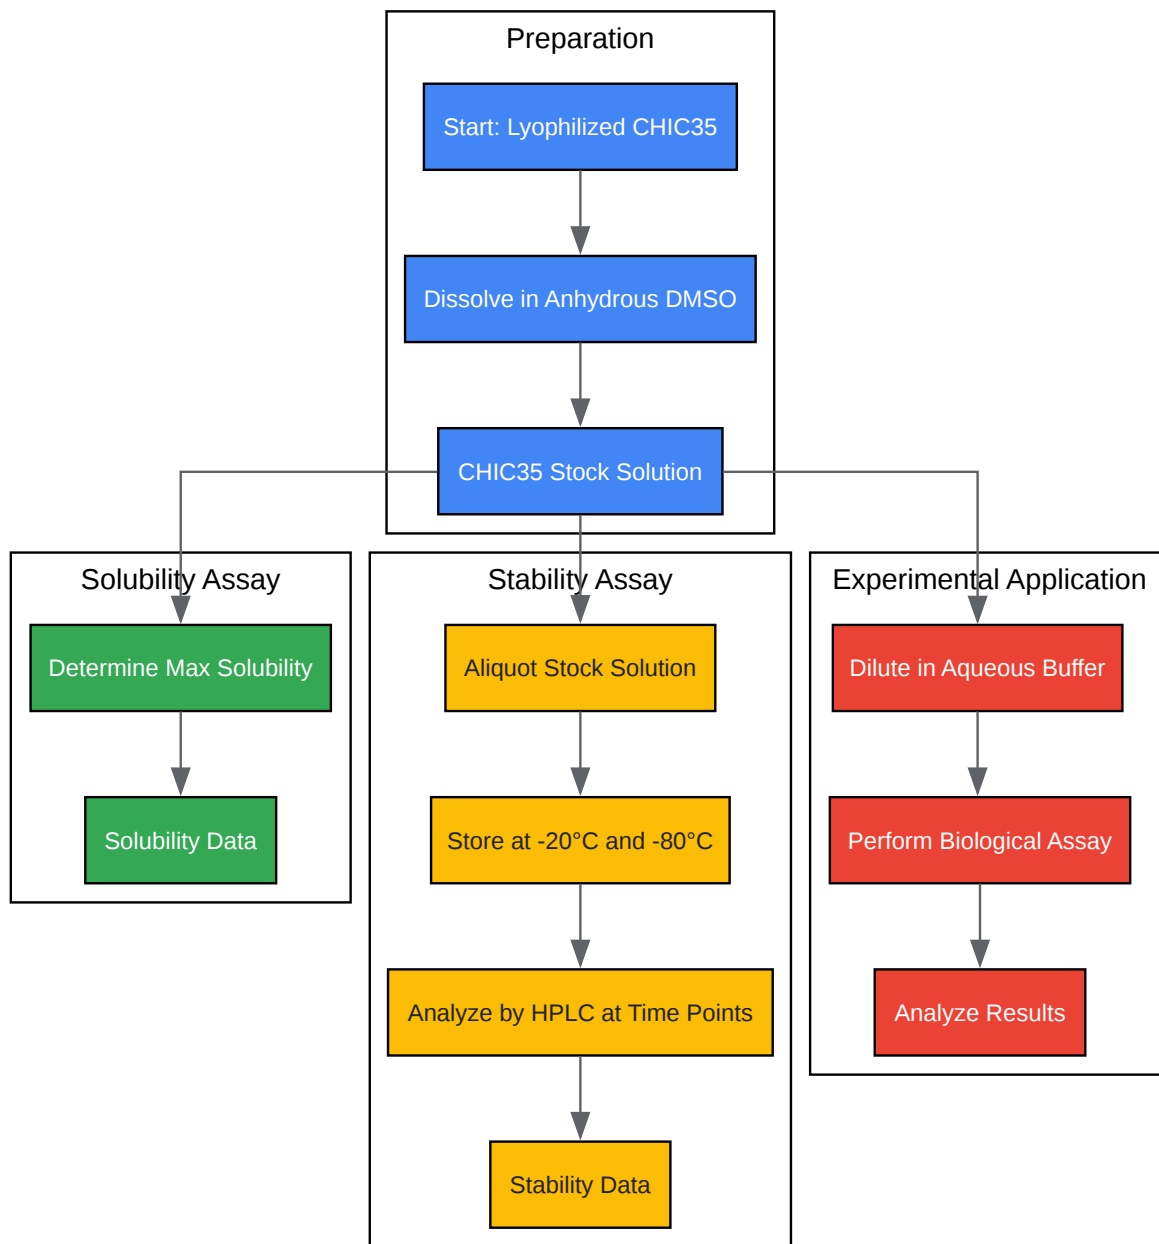 Preparation
Start: Lyophilized CHIC35
Dissolve in Anhydrous DMSO
CHIC35 Stock Solution
Solubility Assay
Determine Max Solubility
Solubility Data
Stability Assay
Aliquot Stock Solution
Store at -20°C and -80°C
Analyze by HPLC at Time Points
Stability Data
Experimental Application
Dilute in Aqueous Buffer
Perform Biological Assay
Analyze Results